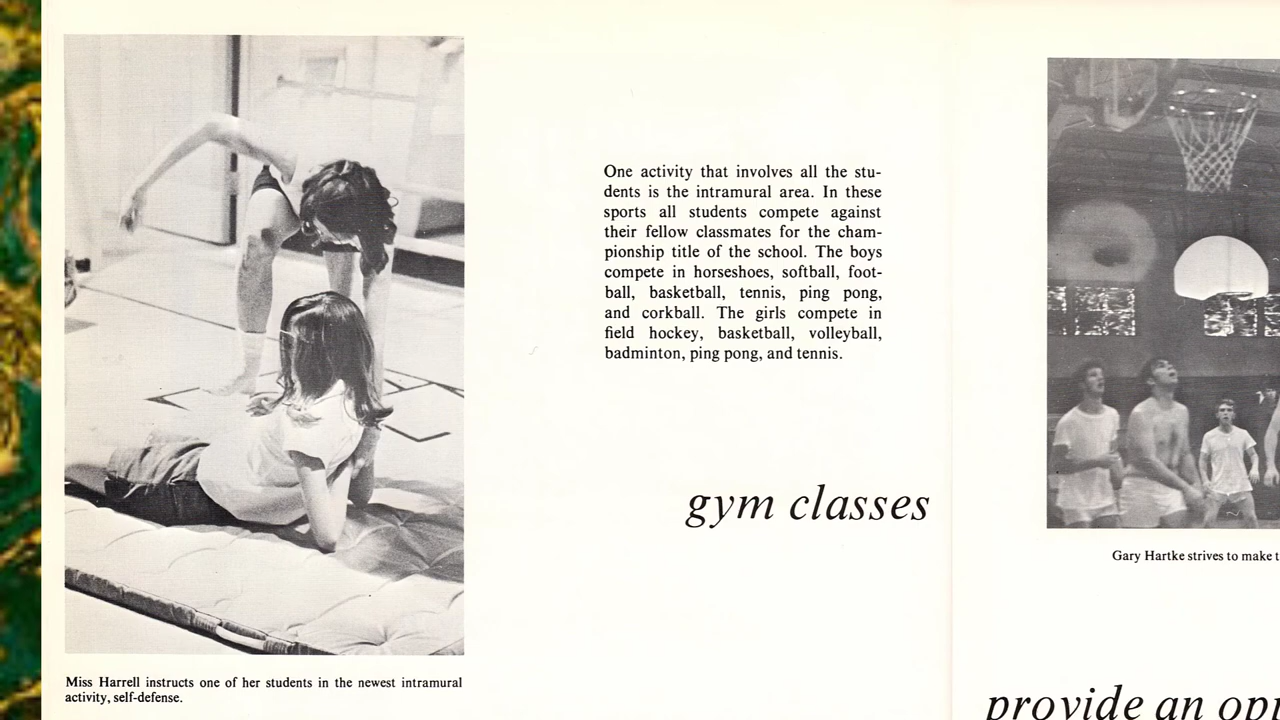 One activity that involves all the stu-
dents is the intramural area. In these
sports all students compete against
their fellow classmates for the cham-
pionship title of the school. The boys
compete in horseshoes, softball, foot-
ball, basketball, tennis, ping pong,
and corkball. The girls compete in
field hockey, basketball, volleyball,
badminton, ping pong, and tennis.
gym classes
Miss Harrell instructs one of her students in the newest intramural
activity, self-defense.
Gary Hartke strives to make
provide an